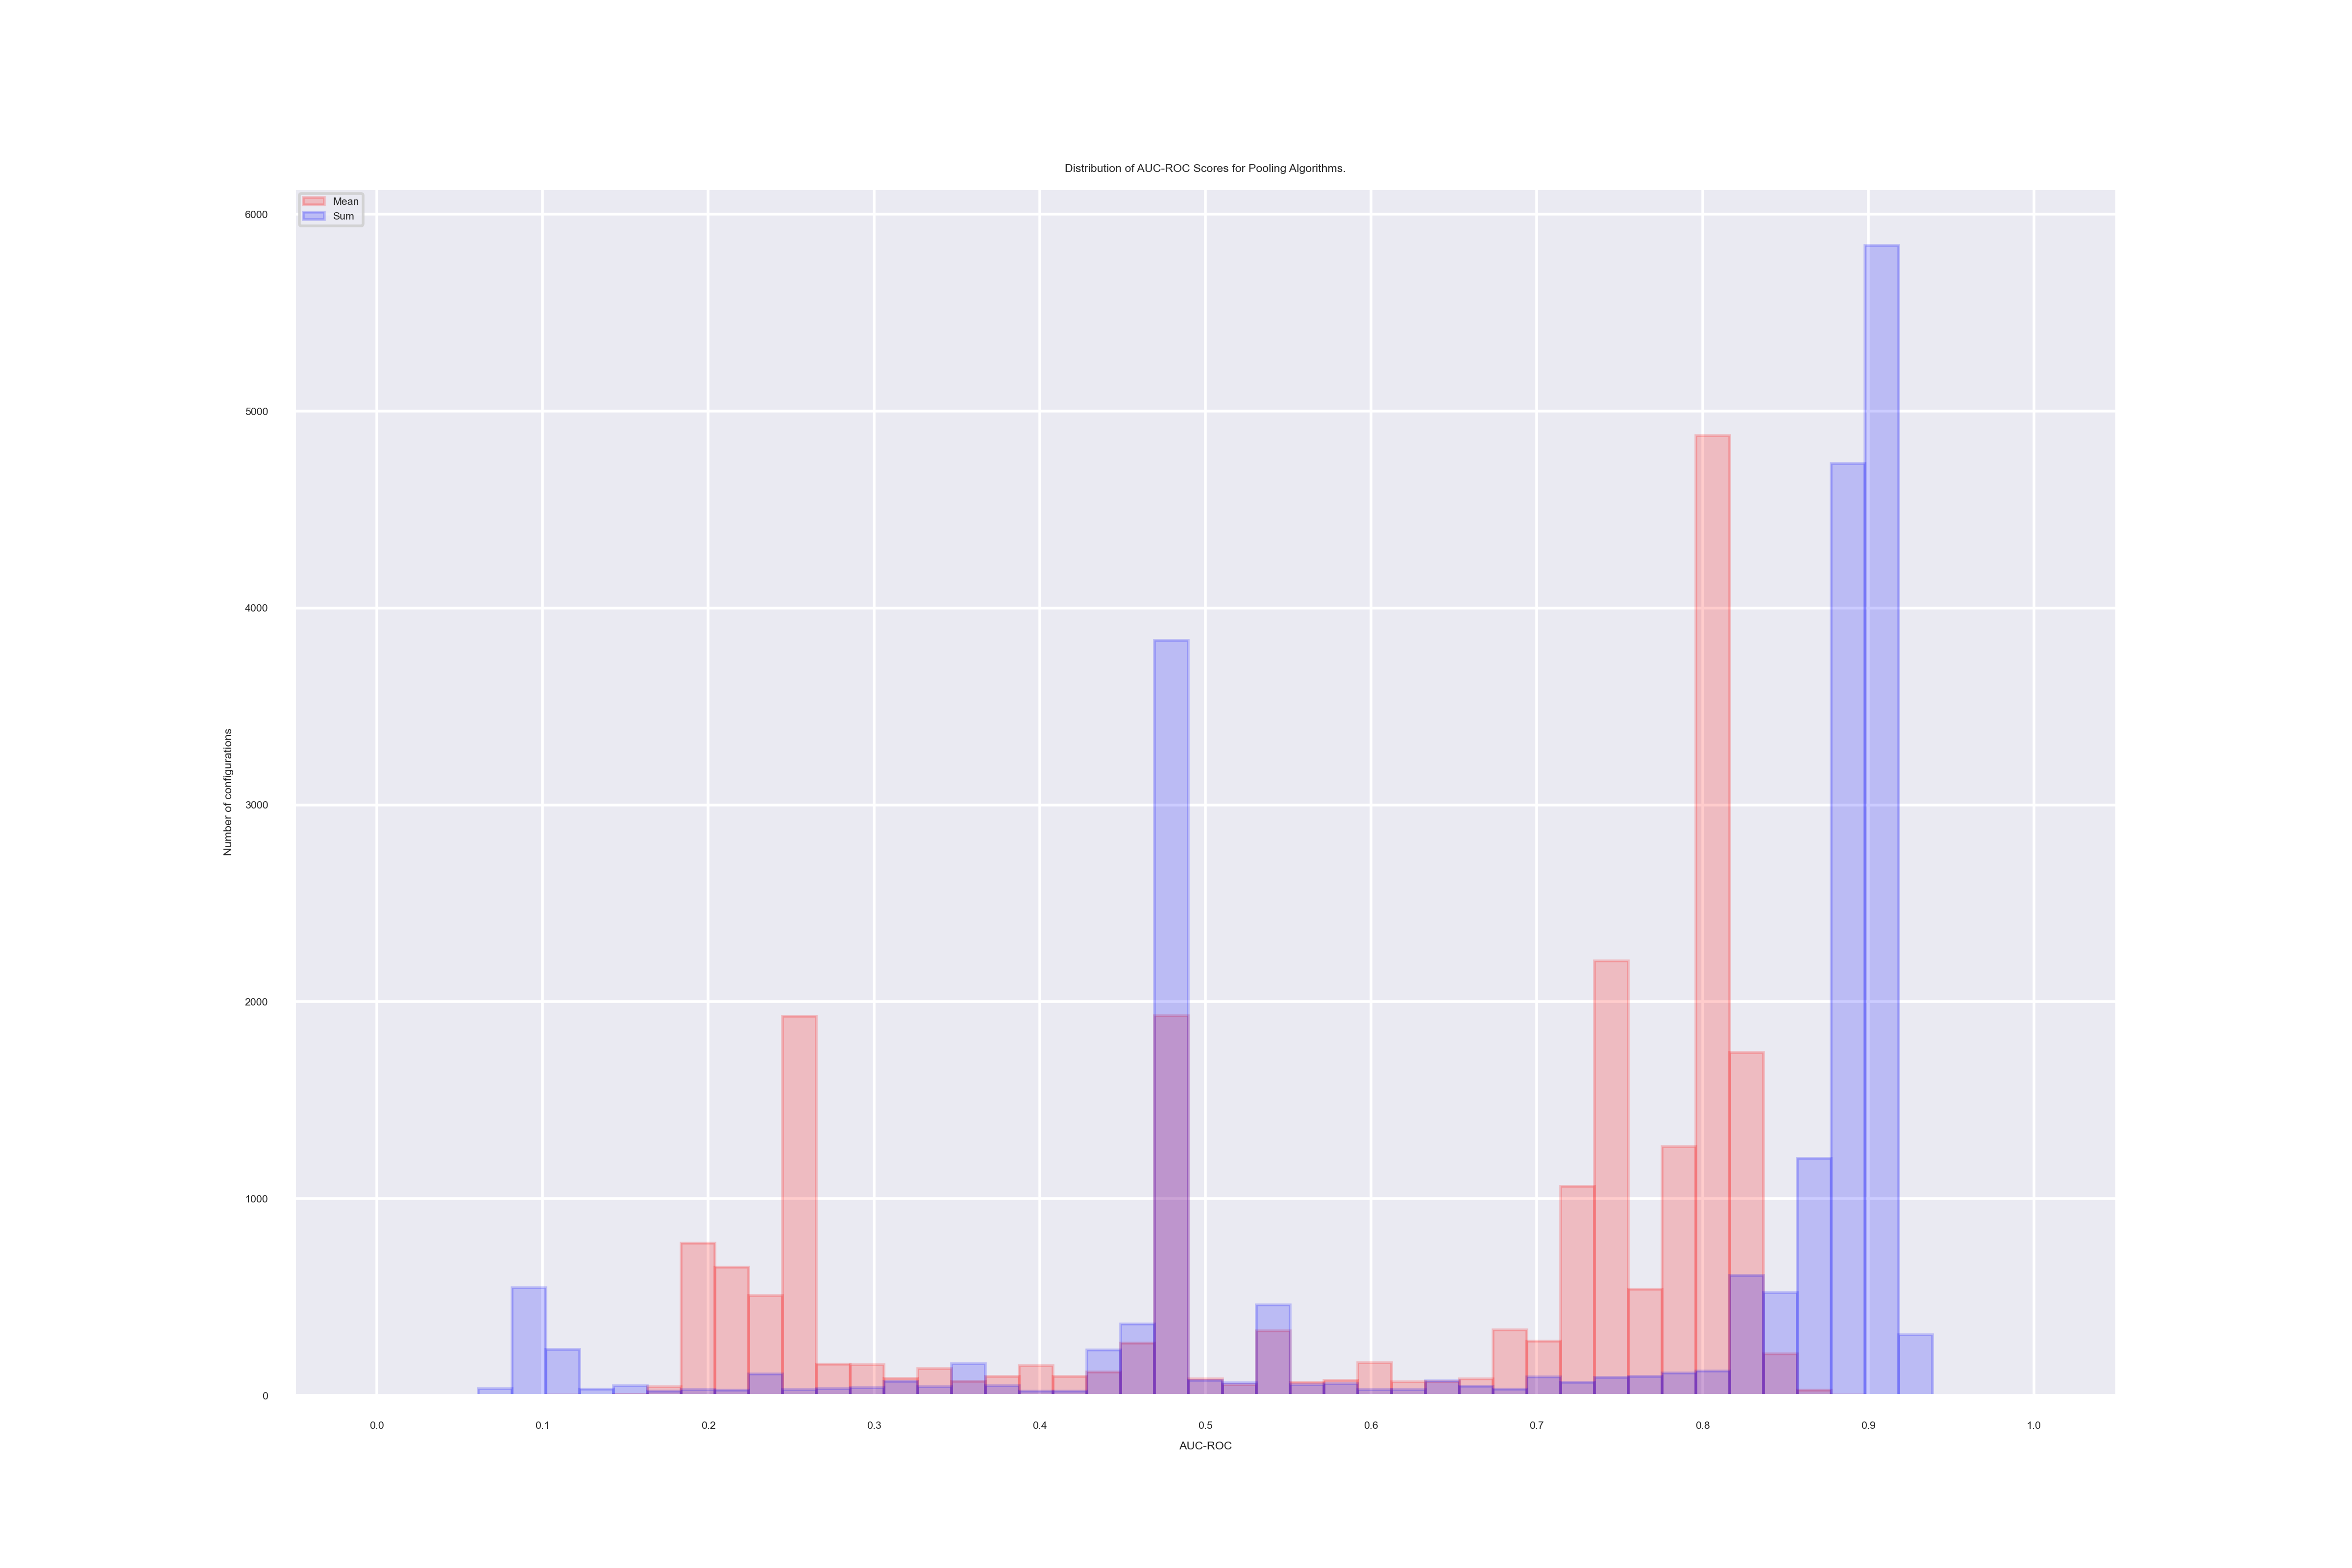 Distribution of AUC-ROC Scores for Pooling Algorithms.
Mean
Sum
6000
5000
4000
3000
2000
1000
0
Number of configurations
0.0 0.1 0.2 0.3 0.4 0.5 0.6 0.7 0.8 0.9 1.0
AUC-ROC